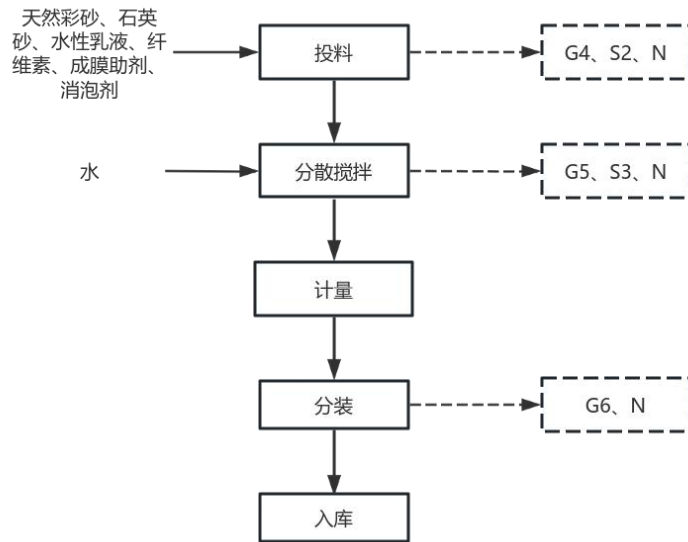 天然彩砂、石英
砂、水性乳液、纤
维素、成膜助剂、
消泡剂
投料
G4、S2、N
水
分散搅拌
G5、S3、N
计量
分装
G6、N
入库